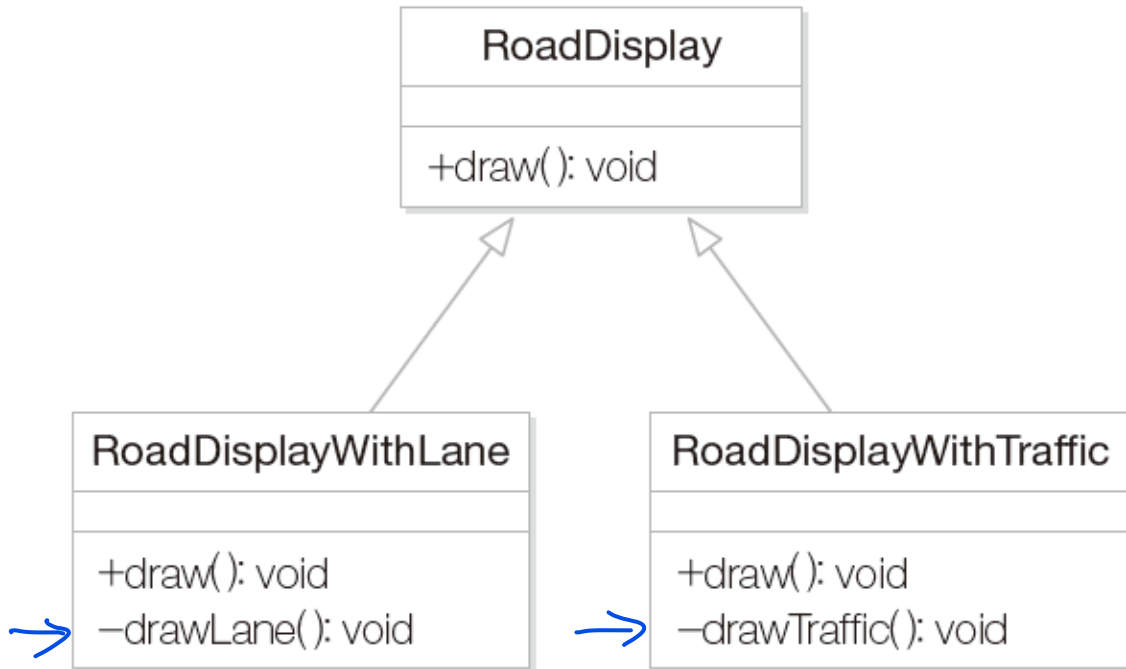 RoadDisplay
+draw(): void
RoadDisplayWithLane
+draw(): void
–drawLane(): void
RoadDisplayWithTraffic
+draw(): void
–drawTraffic(): void